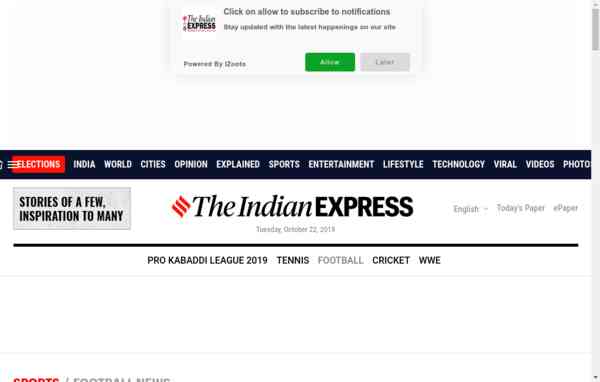 Click on allow to subscribe to notifications
The Indian EXPRESS
Stay updated with the latest happenings on our site
Powered By iZooto
Allow
Later
ELECTIONS INDIA WORLD CITIES OPINION EXPLAINED SPORTS ENTERTAINMENT LIFESTYLE TECHNOLOGY VIRAL VIDEOS PHOTOS
STORIES OF A FEW,
INSPIRATION TO MANY
The Indian EXPRESS
English Today's Paper ePaper
Tuesday, October 22, 2019
PRO KABADDI LEAGUE 2019 TENNIS FOOTBALL CRICKET WWE
SPORTS / FOOTBALL NEWS